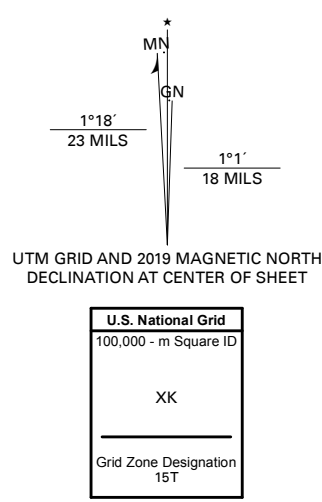 MN
GN
1°18´
23 MILS
1°1´
18 MILS
UTM GRID AND 2019 MAGNETIC NORTH
DECLINATION AT CENTER OF SHEET
U.S. National Grid
100,000 - m Square ID
XK
Grid Zone Designation
15T